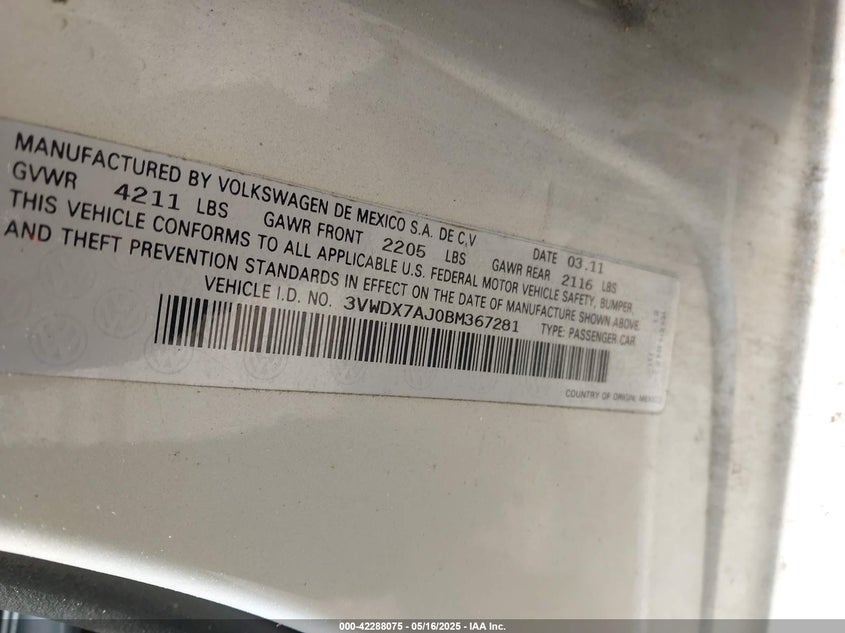 MANUFACTURED BY VOLKSWAGEN DE MEXICO S.A. DE C,V
GVWR 4211 LBS GAWR FRONT 2205 LBS DATE 03.11
GAWR REAR 2116 LBS
THIS VEHICLE CONFORMS TO ALL APPLICABLE U.S. FEDERAL MOTOR VEHICLE SAFETY, BUMPER,
AND THEFT PREVENTION STANDARDS IN EFFECT ON THE DATE OF MANUFACTURE SHOWN ABOVE.
VEHICLE I.D. NO. 3VWDX7AJ0BM367281 TYPE: PASSENGER CAR
COUNTRY OF ORIGIN, MEXICO
000-42288075 - 05/16/2025 - IAA Inc.